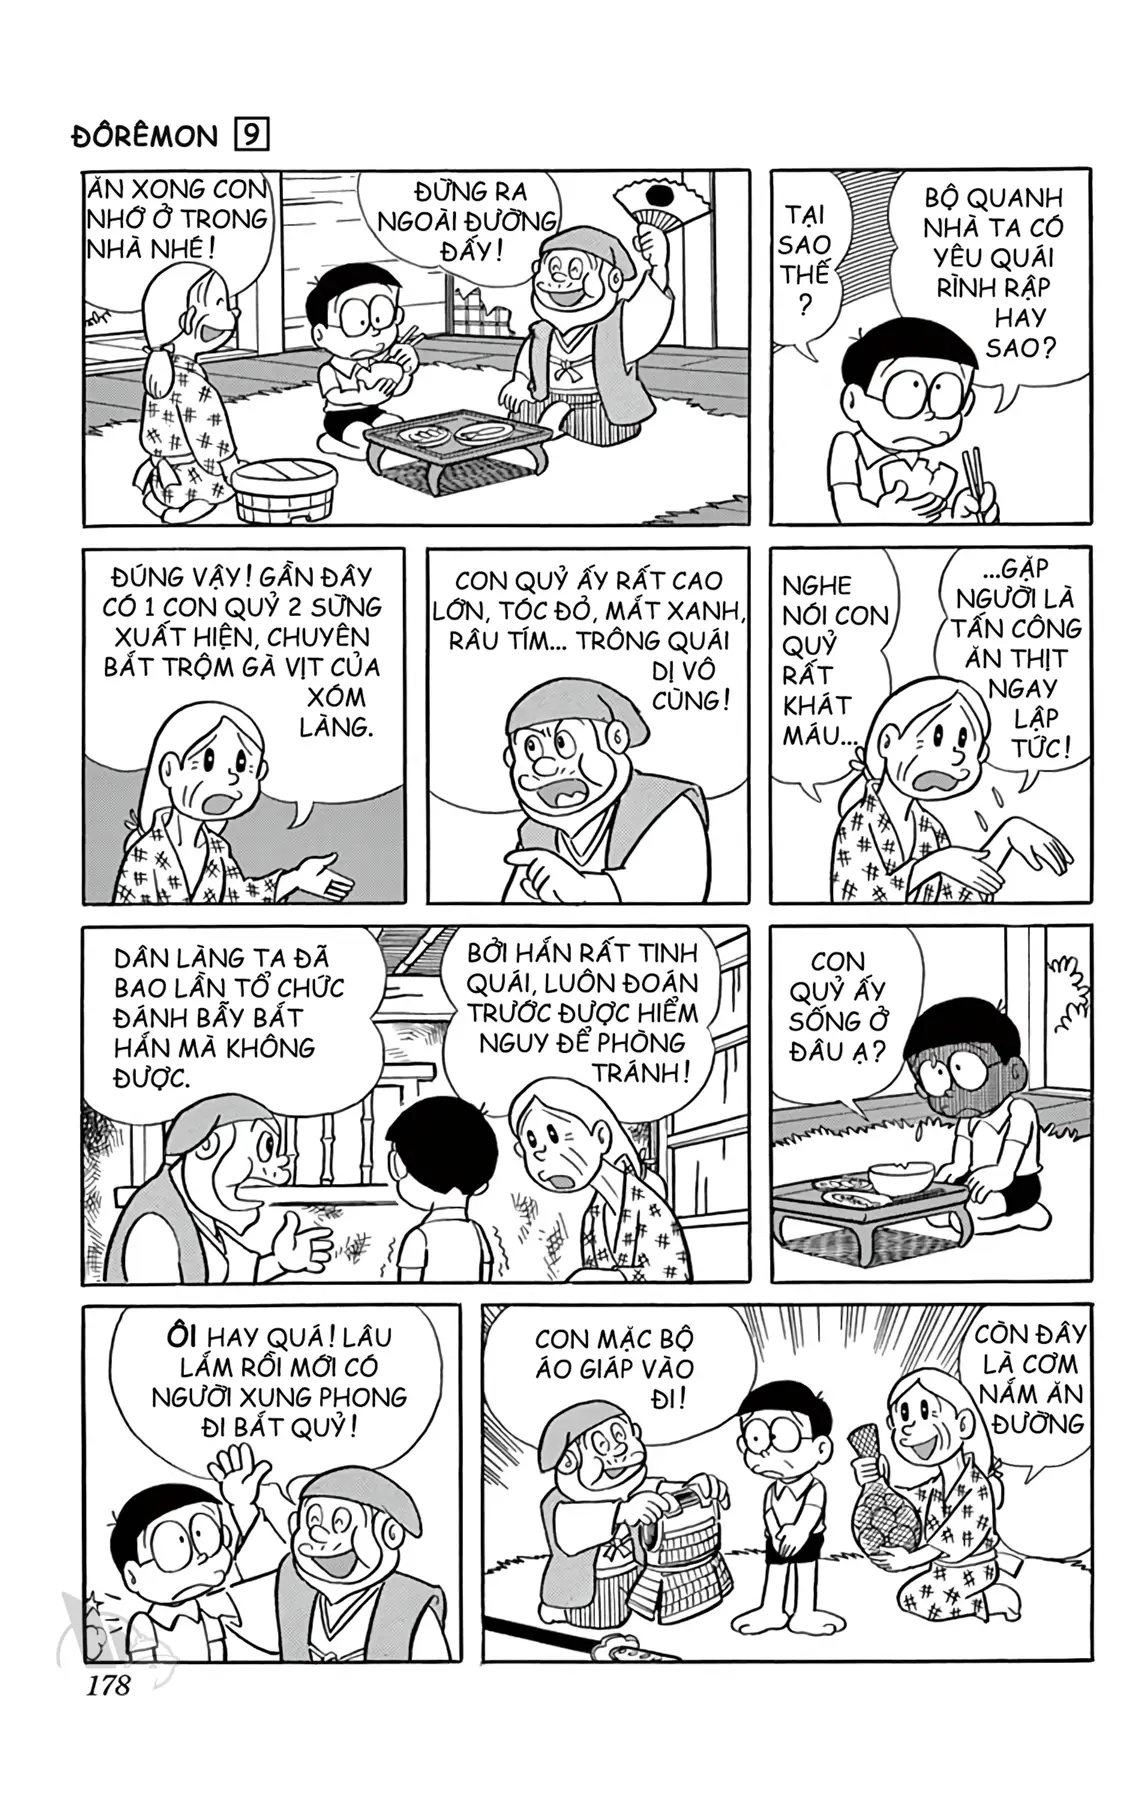 ĐÔRÊMON 9
ĂN XONG CON
NHỚ Ở TRONG
NHÀ NHÉ!
ĐỪNG RA
NGOÀI ĐƯỜNG
ĐẤY!
TẠI
SAO
THẾ
?
BỘ QUANH
NHÀ TA CÓ
YÊU QUÁI
RÌNH RẬP
HAY
SAO?
ĐÚNG VẬY! GẦN ĐÂY
CÓ 1 CON QUỶ 2 SỪNG
XUẤT HIỆN, CHUYÊN
BẮT TRỘM GÀ VỊT CỦA
XÓM
LÀNG.
CON QUỶ ẤY RẤT CAO
LỚN, TÓC ĐỎ, MẮT XANH,
RÂU TÍM... TRÔNG QUÁI
DỊ VÔ
CÙNG!
NGHE
NÓI CON
QUỶ
RẤT
KHÁT
MÁU...
...GẶP
NGƯỜI LÀ
TẤN CÔNG
ĂN THỊT
NGAY
LẬP
TỨC!
DÂN LÀNG TA ĐÃ
BAO LẦN TỔ CHỨC
ĐÁNH BẪY BẮT
HẮN MÀ KHÔNG
ĐƯỢC.
BỞI HẮN RẤT TINH
QUÁI, LUÔN ĐOÁN
TRƯỚC ĐƯỢC HIỂM
NGUY ĐỂ PHÒNG
TRÁNH!
CON
QUỶ ẤY
SỐNG Ở
ĐÂU Ạ?
ÔI HAY QUÁ! LÂU
LẮM RỒI MỚI CÓ
NGƯỜI XUNG PHONG
ĐI BẮT QUỶ!
CON MẶC BỘ
ÁO GIÁP VÀO
ĐI!
CÒN ĐÂY
LÀ CƠM
NẮM ĂN
ĐƯỜNG
178